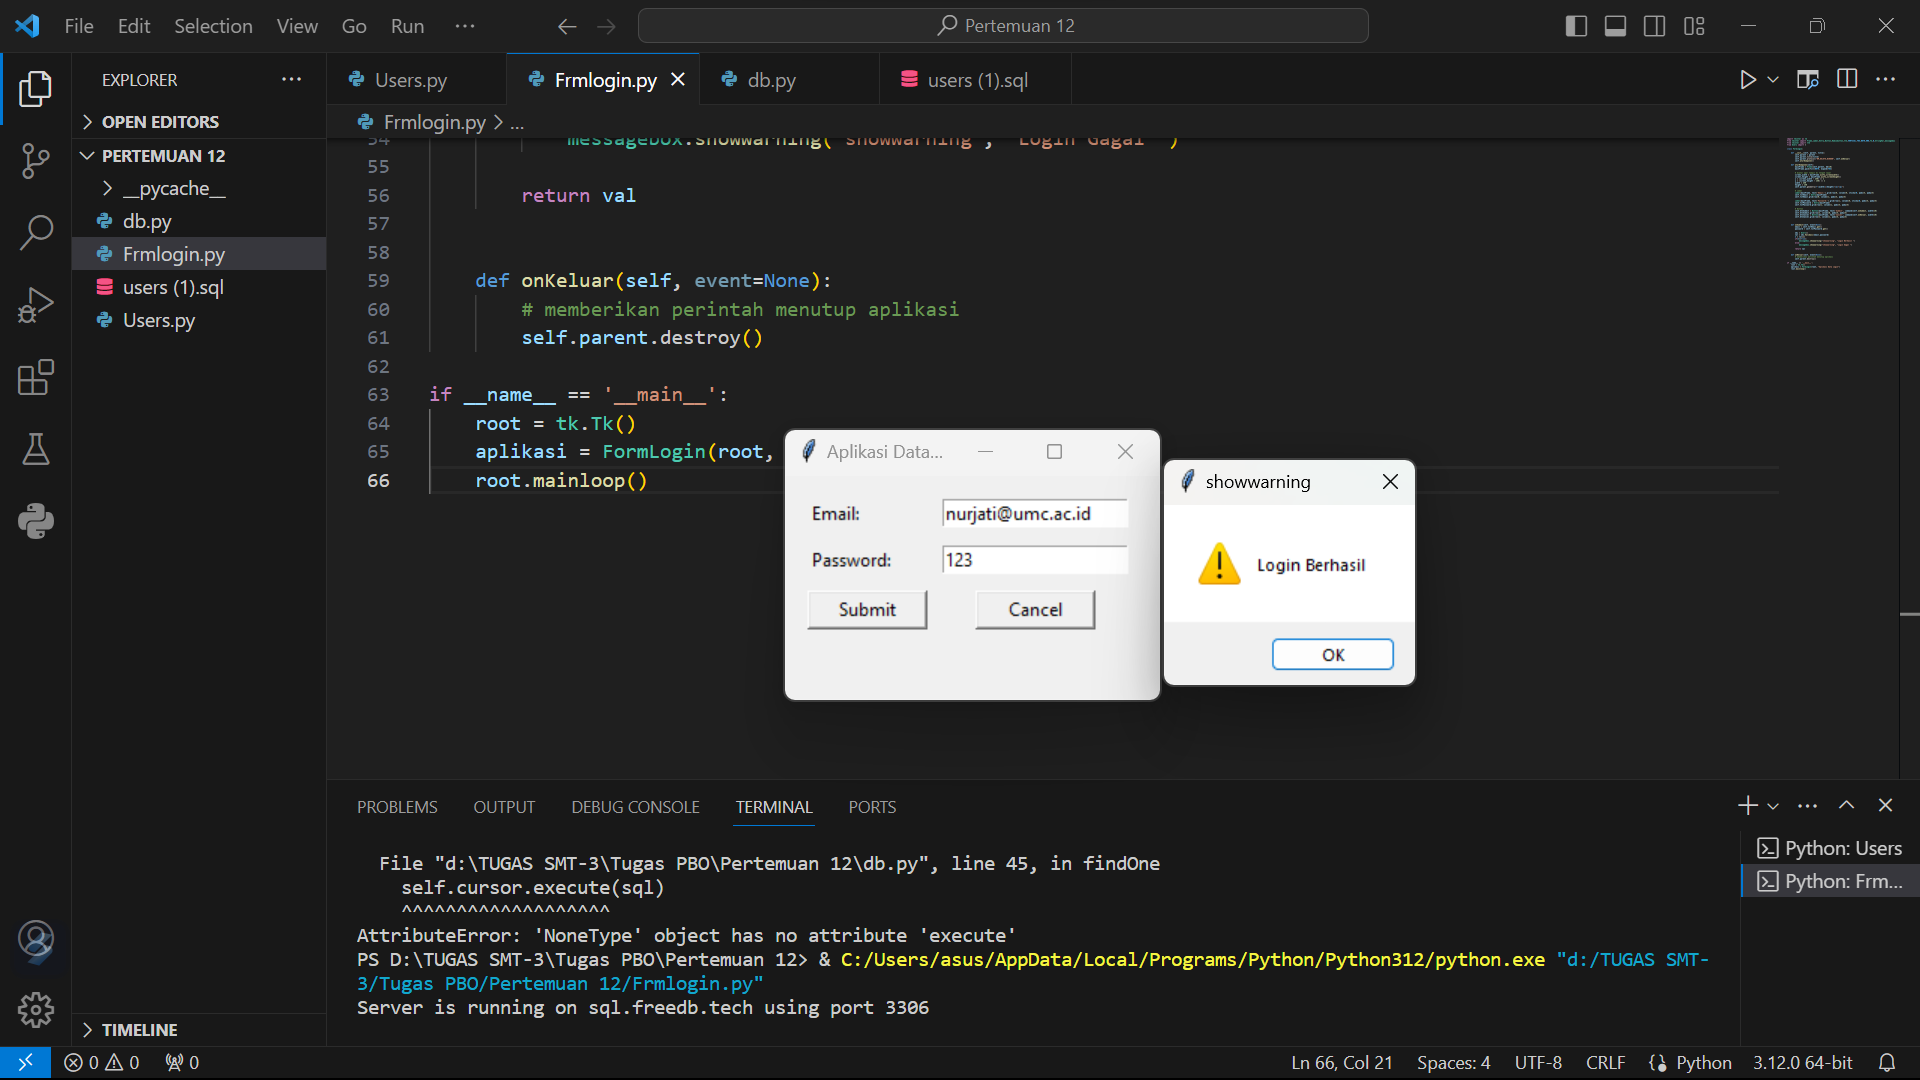 File Edit Selection View Go Run ···
Pertemuan 12
EXPLORER
OPEN EDITORS
PERTEMUAN 12
__pycache__
db.py
Frmlogin.py
users (1).sql
Users.py
TIMELINE
Users.py Frmlogin.py db.py users (1).sql
Frmlogin.py > ...
54 messagebox.showwarning("showwarning", "Login Gagal" )
55
56 return val
57
58
59 def onKeluar(self, event=None):
60 # memberikan perintah menutup aplikasi
61 self.parent.destroy()
62
63 if __name__ == '__main__':
64 root = tk.Tk()
65 aplikasi = FormLogin(root,
66 root.mainloop()
Aplikasi Data...
Email: nurjati@umc.ac.id
Password: 123
Submit Cancel
showwarning
Login Berhasil
OK
PROBLEMS OUTPUT DEBUG CONSOLE TERMINAL PORTS
File "d:\TUGAS SMT-3\Tugas PBO\Pertemuan 12\db.py", line 45, in findOne
self.cursor.execute(sql)
^^^^^^^^^^^^^^^^^^^
AttributeError: 'NoneType' object has no attribute 'execute'
PS D:\TUGAS SMT-3\Tugas PBO\Pertemuan 12> & C:/Users/asus/AppData/Local/Programs/Python/Python312/python.exe "d:/TUGAS SMT-
3/Tugas PBO/Pertemuan 12/Frmlogin.py"
Server is running on sql.freedb.tech using port 3306
Python: Users
Python: Frm...
0 0 0
Ln 66, Col 21 Spaces: 4 UTF-8 CRLF Python 3.12.0 64-bit